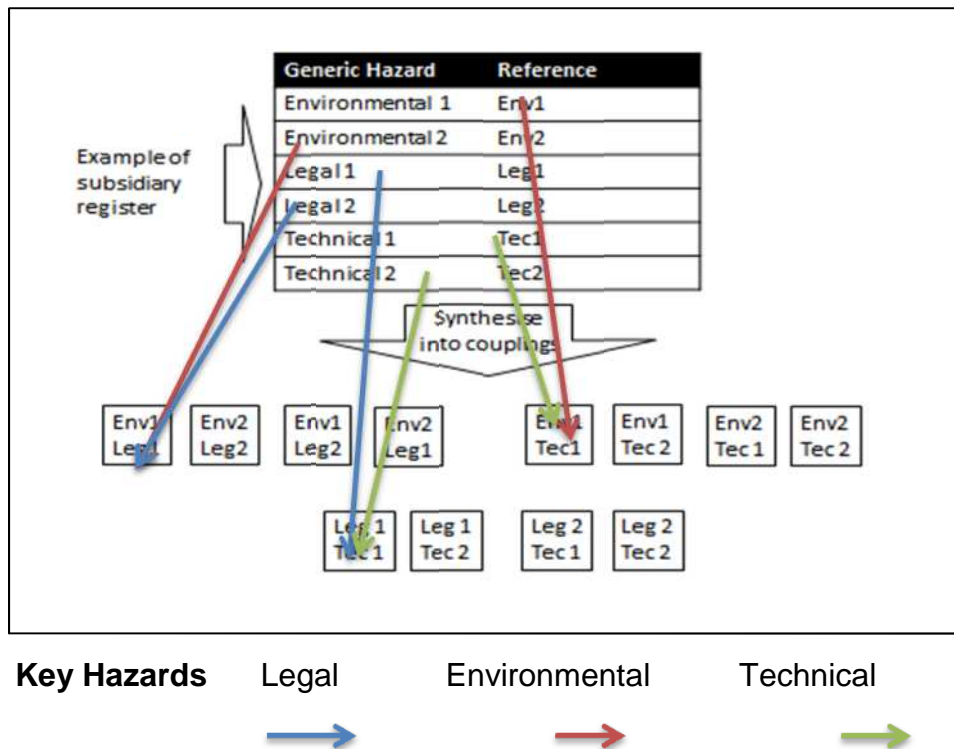 Generic Hazard Reference
Environmental 1 Env1
Environmental 2 Env2
Legal 1 Leg1
Legal 2 Leg2
Technical 1 Tec1
Technical 2 Tec2
Example of
subsidiary
register
Synthesise
into couplings
Env1 Env2 Env1 Env2 Env1 Env1 Env2 Env2
Leg1 Leg2 Leg2 Leg1 Tec1 Tec 2 Tec 1 Tec 2
Leg 1 Leg 1 Leg 2 Leg 2
Tec 1 Tec 2 Tec 1 Tec 2
Key Hazards Legal Environmental Technical